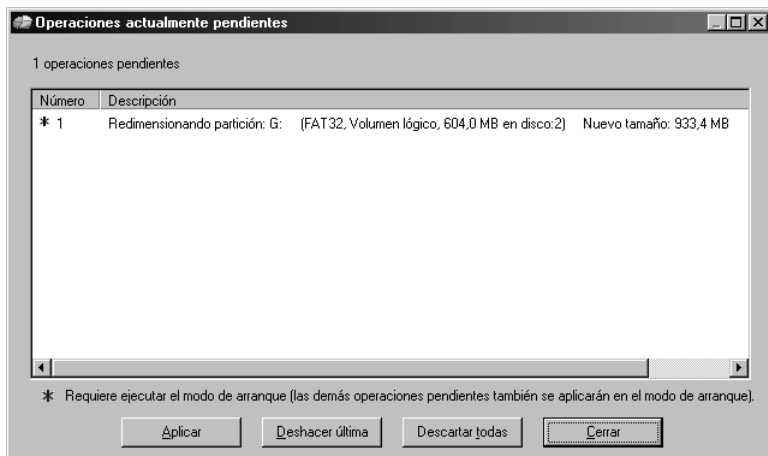 Operaciones actualmente pendientes
1 operaciones pendientes
Número Descripción
* 1 Redimensionando partición: G: (FAT32, Volumen lógico, 604,0 MB en disco:2) Nuevo tamaño: 933,4 MB
* Requiere ejecutar el modo de arranque (las demás operaciones pendientes también se aplicarán en el modo de arranque).
Aplicar Deshacer última Descartar todas Cerrar